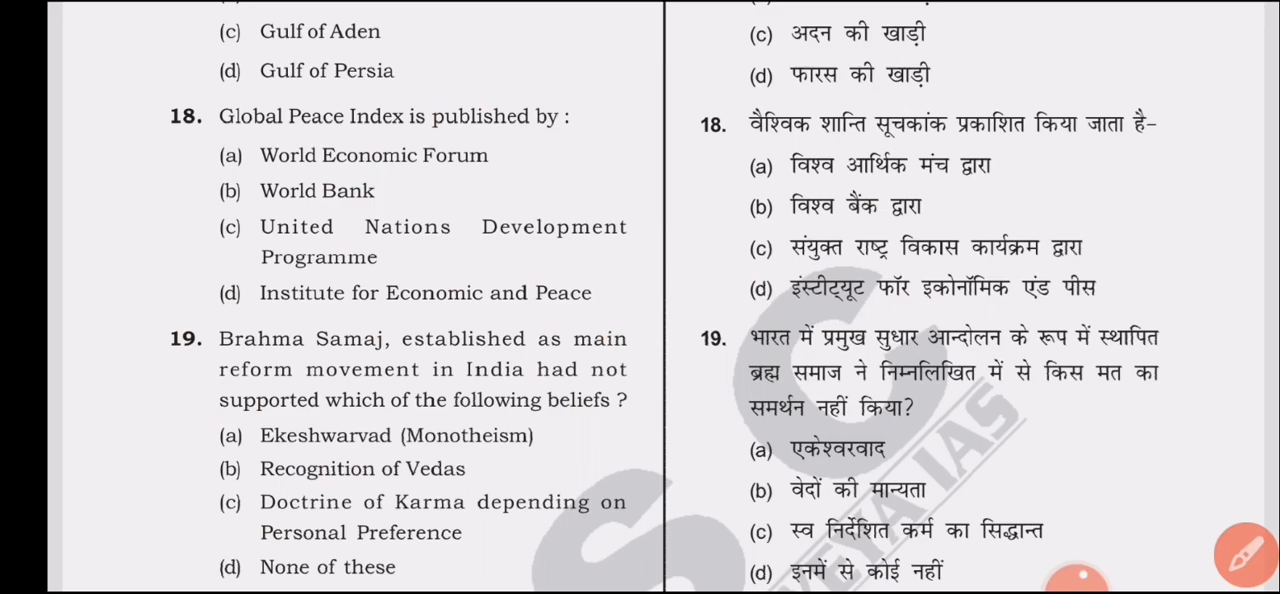 (c) Gulf of Aden
(d) Gulf of Persia
18. Global Peace Index is published by :
(a) World Economic Forum
(b) World Bank
(c) United Nations Development
Programme
(d) Institute for Economic and Peace
19. Brahma Samaj, established as main
reform movement in India had not
supported which of the following beliefs ?
(a) Ekeshwarvad (Monotheism)
(b) Recognition of Vedas
(c) Doctrine of Karma depending on
Personal Preference
(d) None of these
(c) अदन की खाड़ी
(d) फारस की खाड़ी
18. वैश्विक शान्ति सूचकांक प्रकाशित किया जाता है–
(a) विश्व आर्थिक मंच द्वारा
(b) विश्व बैंक द्वारा
(c) संयुक्त राष्ट्र विकास कार्यक्रम द्वारा
(d) इंस्टीट्यूट फॉर इकोनॉमिक एंड पीस
19. भारत में प्रमुख सुधार आन्दोलन के रूप में स्थापित
ब्रह्म समाज ने निम्नलिखित में से किस मत का
समर्थन नहीं किया?
(a) एकेश्वरवाद
(b) वेदों की मान्यता
(c) स्व निर्देशित कर्म का सिद्धान्त
(d) इनमें से कोई नहीं